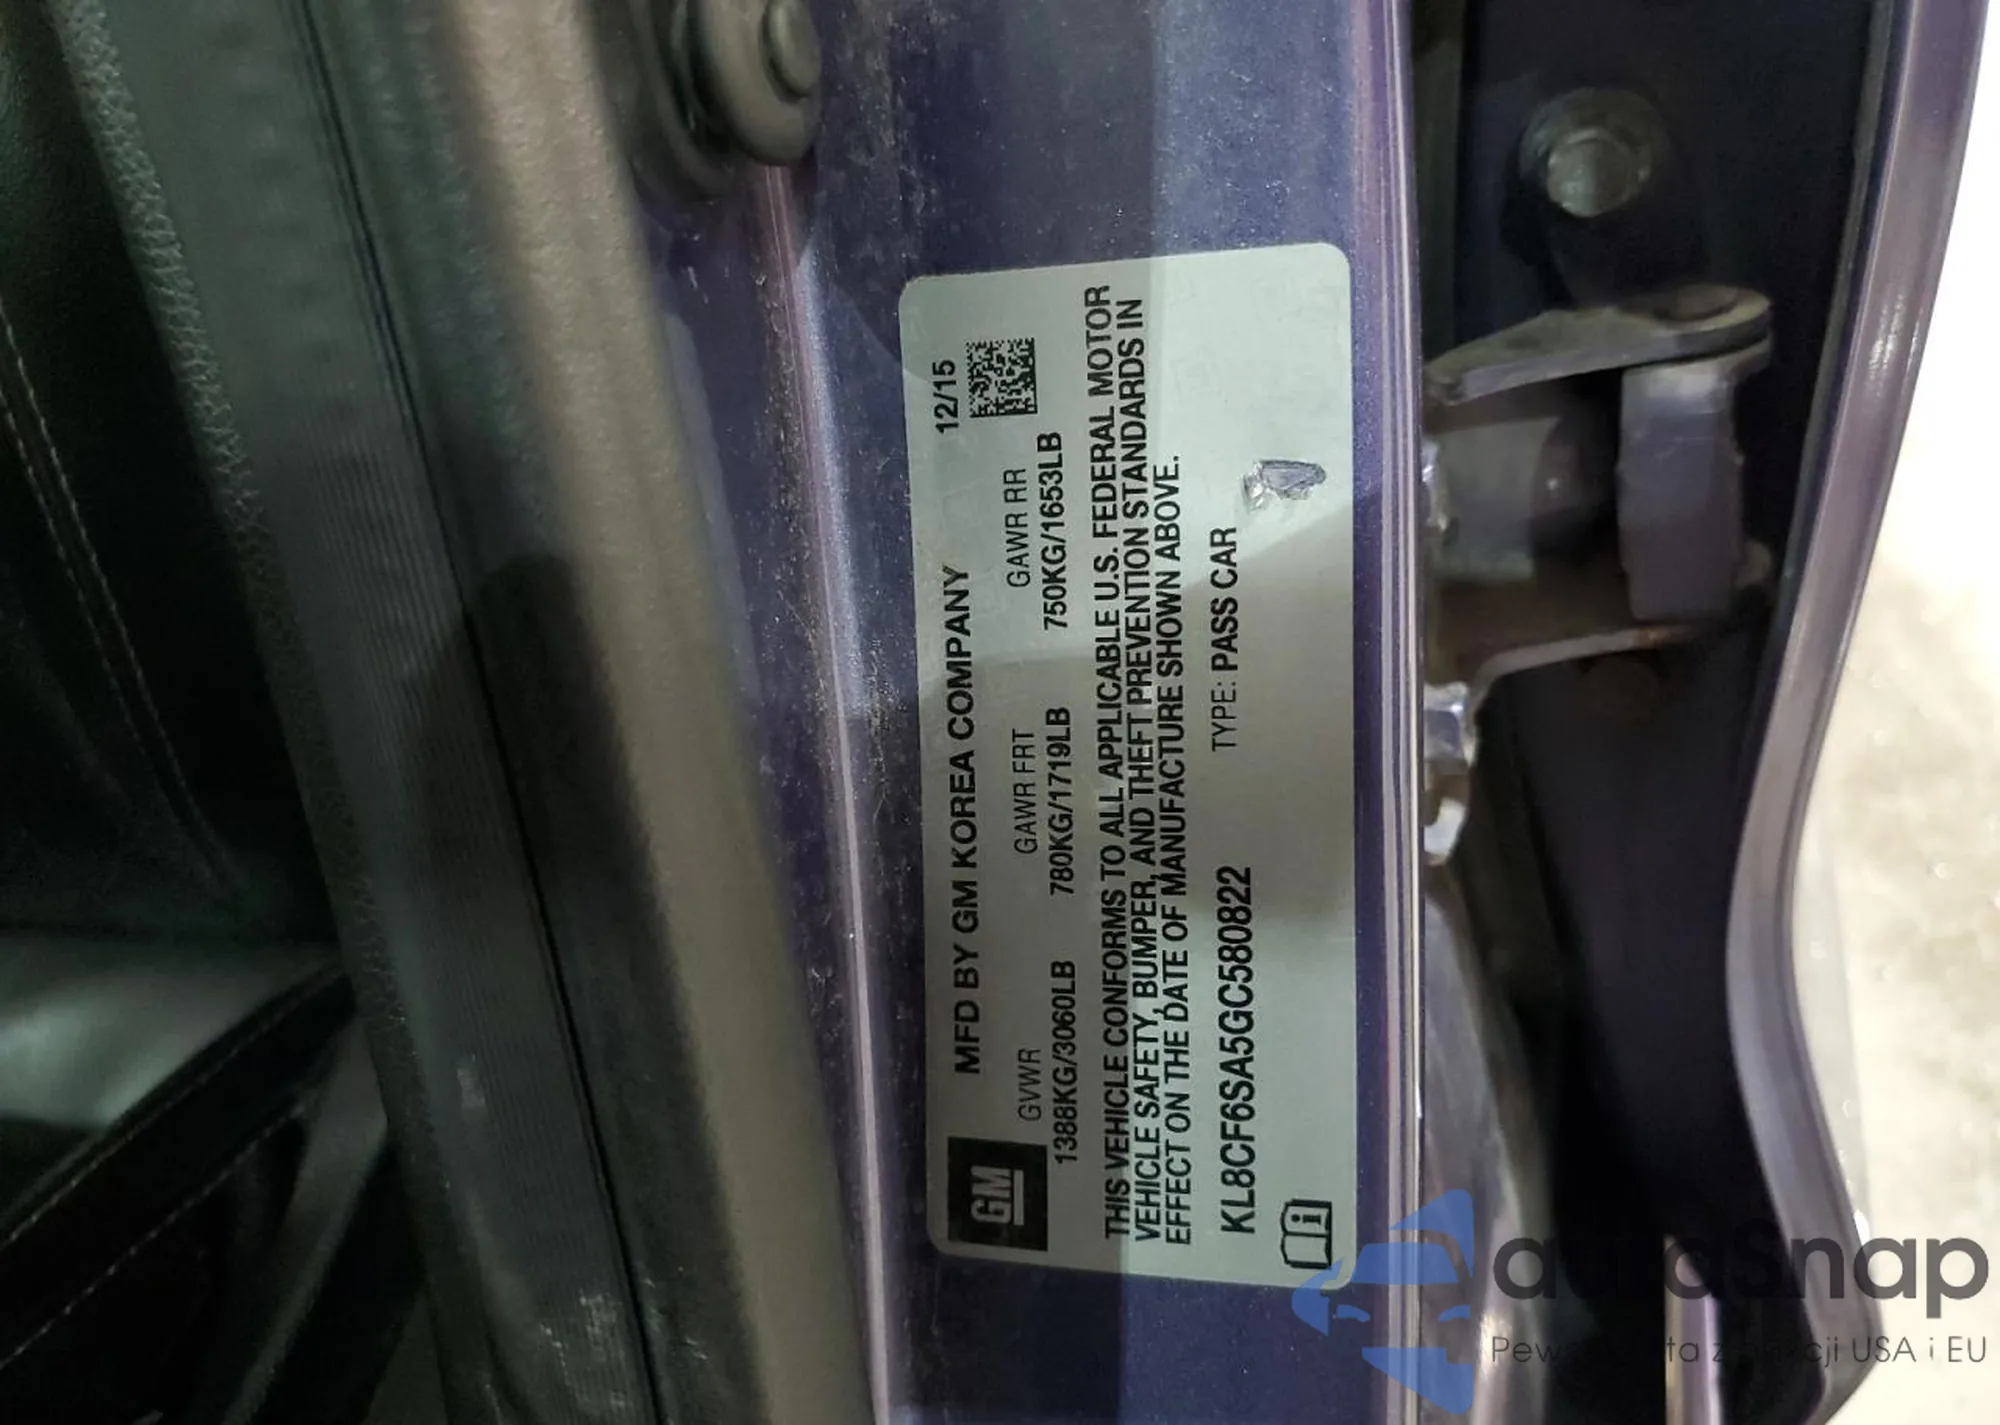 GM
MFD BY GM KOREA COMPANY 12/15
GVWR GAWR FRT GAWR RR
1388KG/3060LB 780KG/1719LB 750KG/1653LB
THIS VEHICLE CONFORMS TO ALL APPLICABLE U.S. FEDERAL MOTOR
VEHICLE SAFETY, BUMPER, AND THEFT PREVENTION STANDARDS IN
EFFECT ON THE DATE OF MANUFACTURE SHOWN ABOVE.
KL8CF6SA5GC580822 TYPE: PASS CAR
i
autosnap
USA i EU